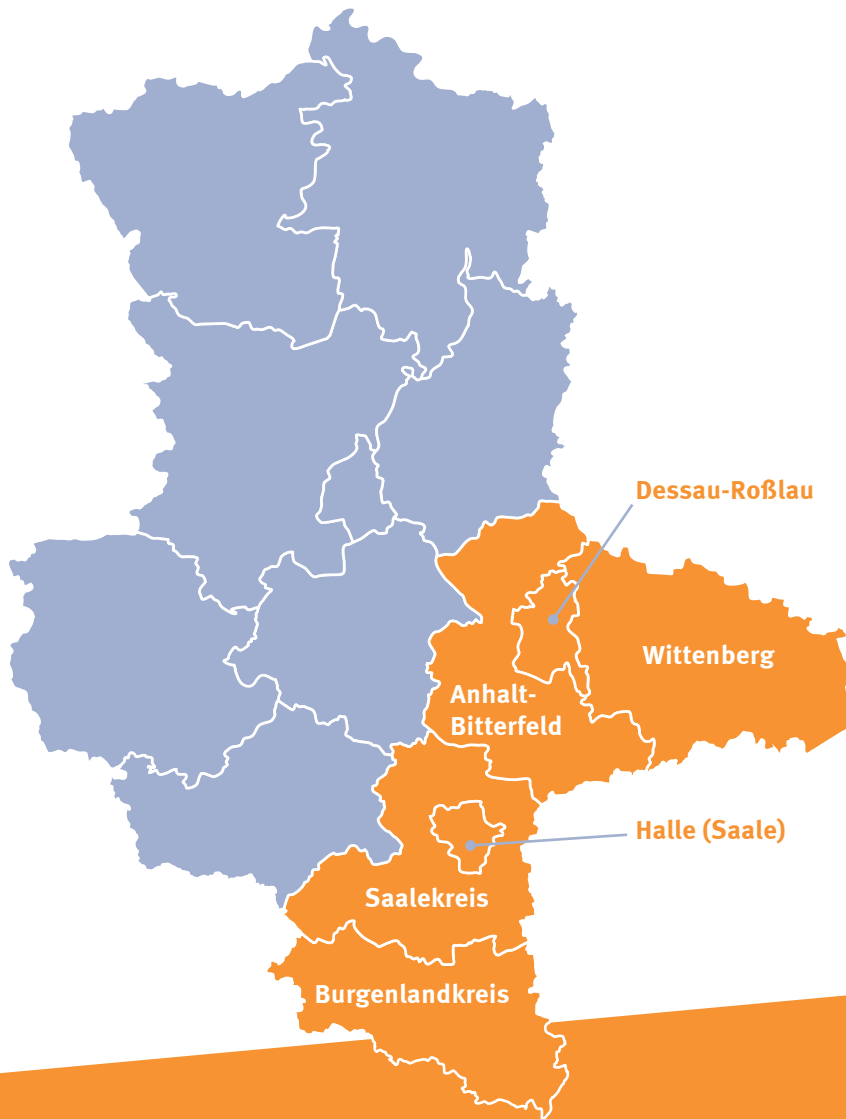 Dessau-Roßlau
Wittenberg
Anhalt-
Bitterfeld
Halle (Saale)
Saalekreis
Burgenlandkreis